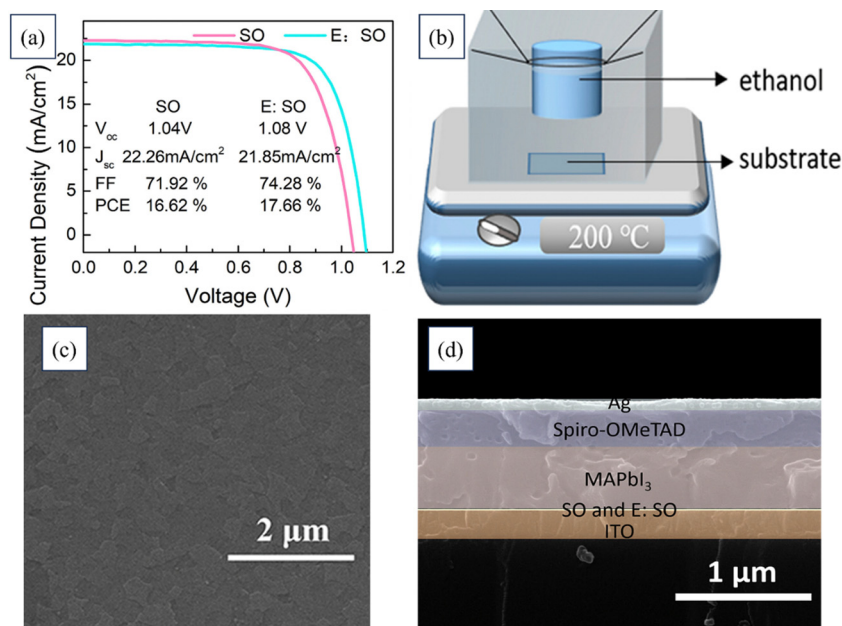 (a)
SO
E: SO
Current Density (mA/cm²)
20
15
10
5
0
SO E: SO
V_oc 1.04V 1.08 V
J_sc 22.26mA/cm² 21.85mA/cm²
FF 71.92 % 74.28 %
PCE 16.62 % 17.66 %
0.0 0.2 0.4 0.6 0.8 1.0 1.2
Voltage (V)
(b)
ethanol
substrate
200 ℃
(c)
2 μm
(d)
Ag
Spiro-OMeTAD
MAPbI₃
SO and E: SO
ITO
1 μm